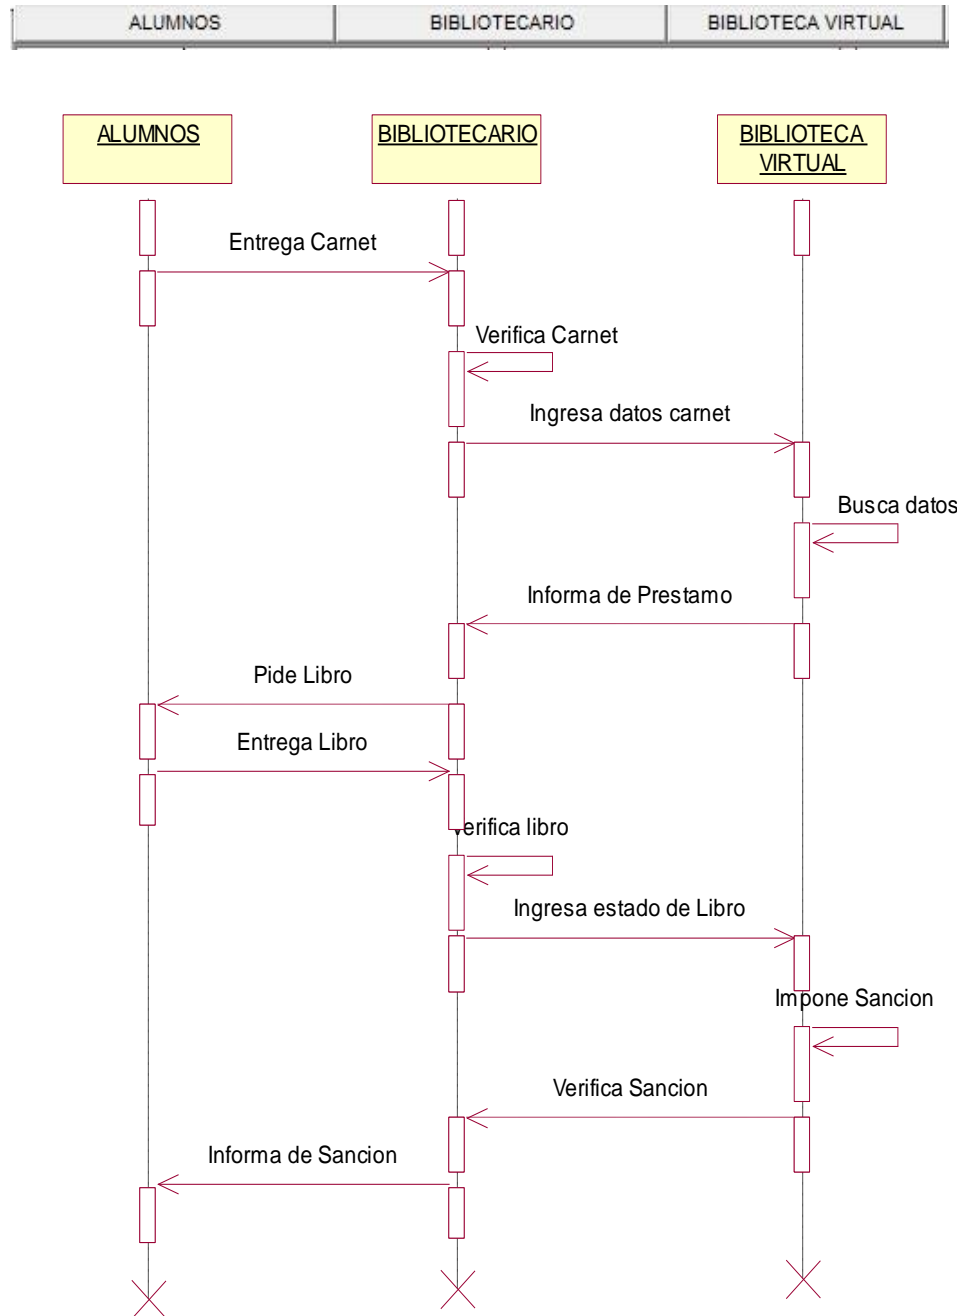 ALUMNOS
BIBLIOTECARIO
BIBLIOTECA VIRTUAL
ALUMNOS
BIBLIOTECARIO
BIBLIOTECA
VIRTUAL
Entrega Carnet
Verifica Carnet
Ingresa datos carnet
Busca datos
Informa de Prestamo
Pide Libro
Entrega Libro
Verifica libro
Ingresa estado de Libro
Impone Sancion
Verifica Sancion
Informa de Sancion